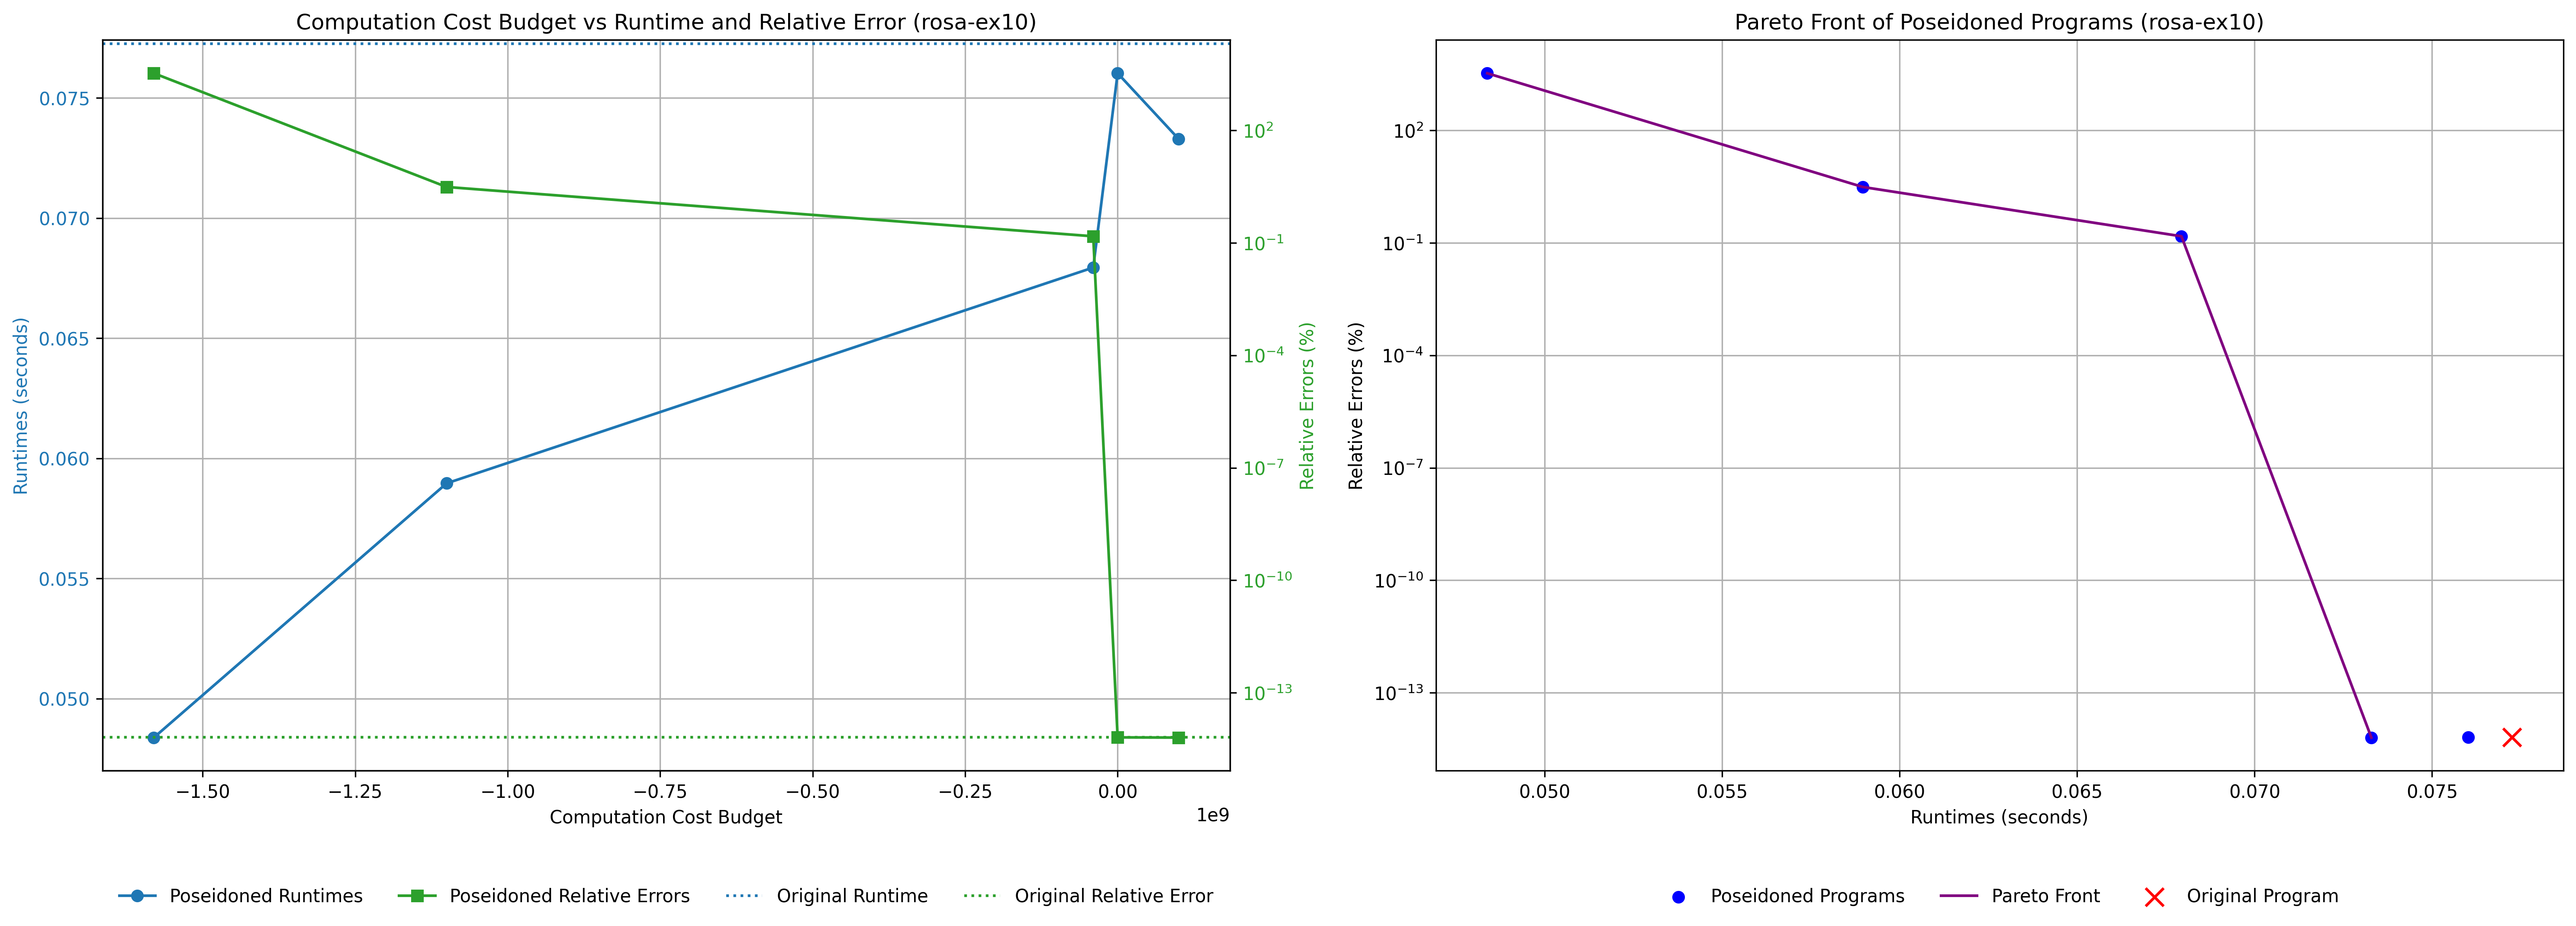 Computation Cost Budget vs Runtime and Relative Error (rosa-ex10)
Runtimes (seconds)
0.075
0.070
0.065
0.060
0.055
0.050
10²
10⁻¹
10⁻⁴
10⁻⁷
10⁻¹⁰
10⁻¹³
Relative Errors (%)
−1.50 −1.25 −1.00 −0.75 −0.50 −0.25 0.00
1e9
Computation Cost Budget
Poseidoned Runtimes Poseidoned Relative Errors Original Runtime Original Relative Error
Pareto Front of Poseidoned Programs (rosa-ex10)
Relative Errors (%)
10²
10⁻¹
10⁻⁴
10⁻⁷
10⁻¹⁰
10⁻¹³
0.050 0.055 0.060 0.065 0.070 0.075
Runtimes (seconds)
Poseidoned Programs Pareto Front Original Program